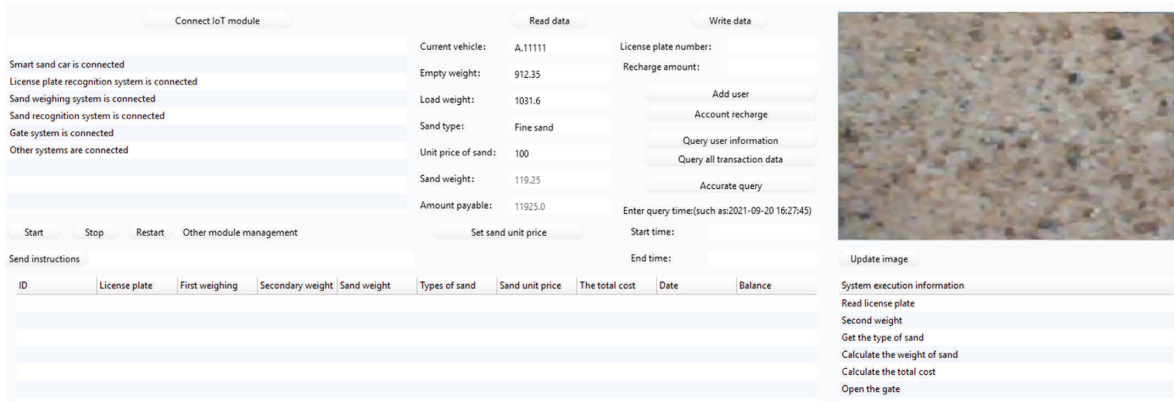 Connect IoT module
Read data
Write data
Smart sand car is connected
License plate recognition system is connected
Sand weighing system is connected
Sand recognition system is connected
Gate system is connected
Other systems are connected
Current vehicle: A.11111
Empty weight: 912.35
Load weight: 1031.6
Sand type: Fine sand
Unit price of sand: 100
Sand weight: 119.25
Amount payable: 11925.0
Set sand unit price
License plate number:
Recharge amount:
Add user
Account recharge
Query user information
Query all transaction data
Accurate query
Enter query time:(such as:2021-09-20 16:27:45)
Start time:
End time:
Start Stop Restart Other module management
Send instructions
Update image
ID License plate First weighing Secondary weight Sand weight Types of sand Sand unit price The total cost Date Balance
System execution information
Read license plate
Second weight
Get the type of sand
Calculate the weight of sand
Calculate the total cost
Open the gate